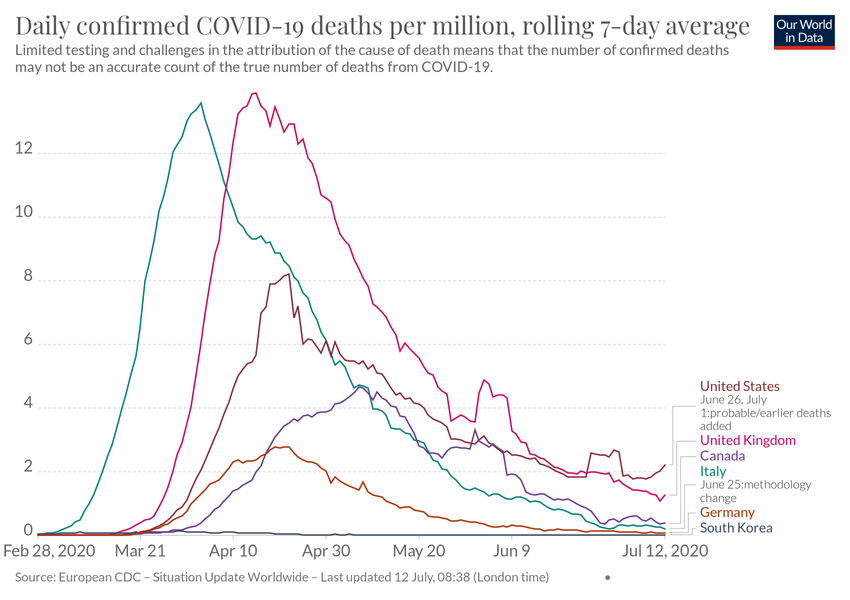 Daily confirmed COVID-19 deaths per million, rolling 7-day average
Our World
in Data
Limited testing and challenges in the attribution of the cause of death means that the number of confirmed deaths
may not be an accurate count of the true number of deaths from COVID-19.
12
10
8
6
4
2
0
United States
June 26, July
1:probable/earlier deaths
added
United Kingdom
Canada
Italy
June 25:methodology
change
Germany
South Korea
Feb 28, 2020 Mar 21 Apr 10 Apr 30 May 20 Jun 9 Jul 12, 2020
Source: European CDC – Situation Update Worldwide – Last updated 12 July, 08:38 (London time) •